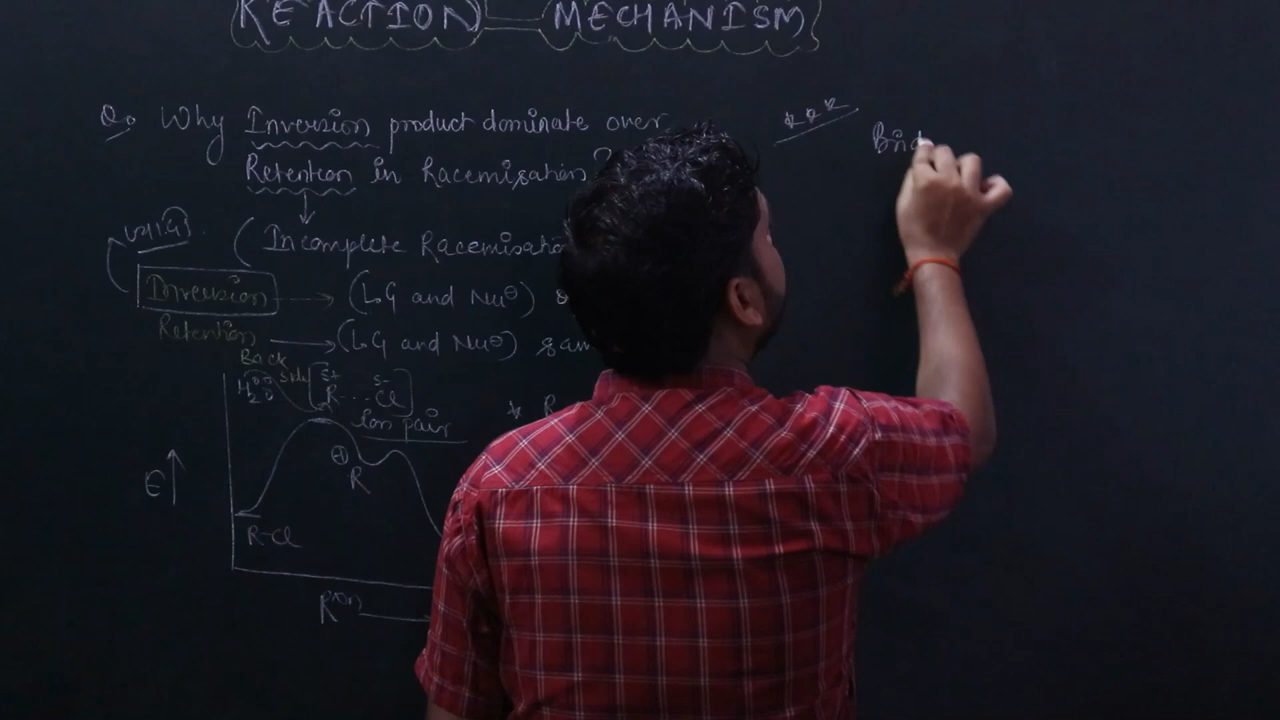 REACTION — MECHANISM
Q. Why Inversion product dominate over
Retention in Racemisation?
(Incomplete Racemisation
Inversion → (LG and Nu⊖)
Retention → (LG and Nu⊖) sam
Back
side
H2O [R δ+ ... Cl δ-]
Ion pair
⊕
R
E ↑
R-Cl
Rxn →
* R